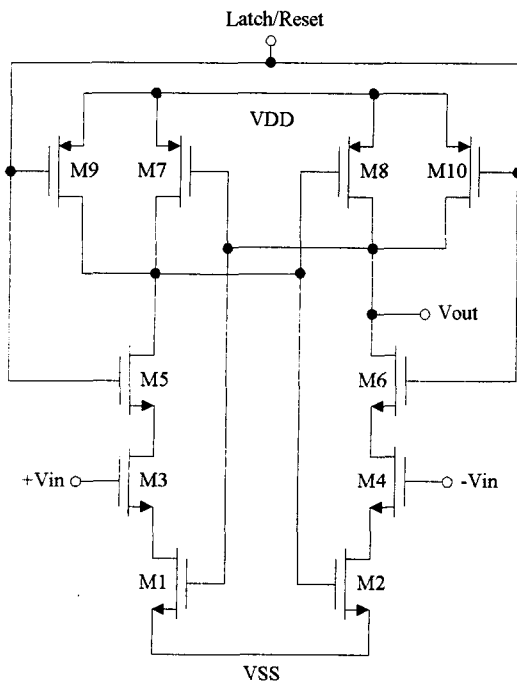 Latch/Reset
VDD
M9 M7 M8 M10
Vout
M5 M6
+Vin M3 M4 -Vin
M1 M2
VSS